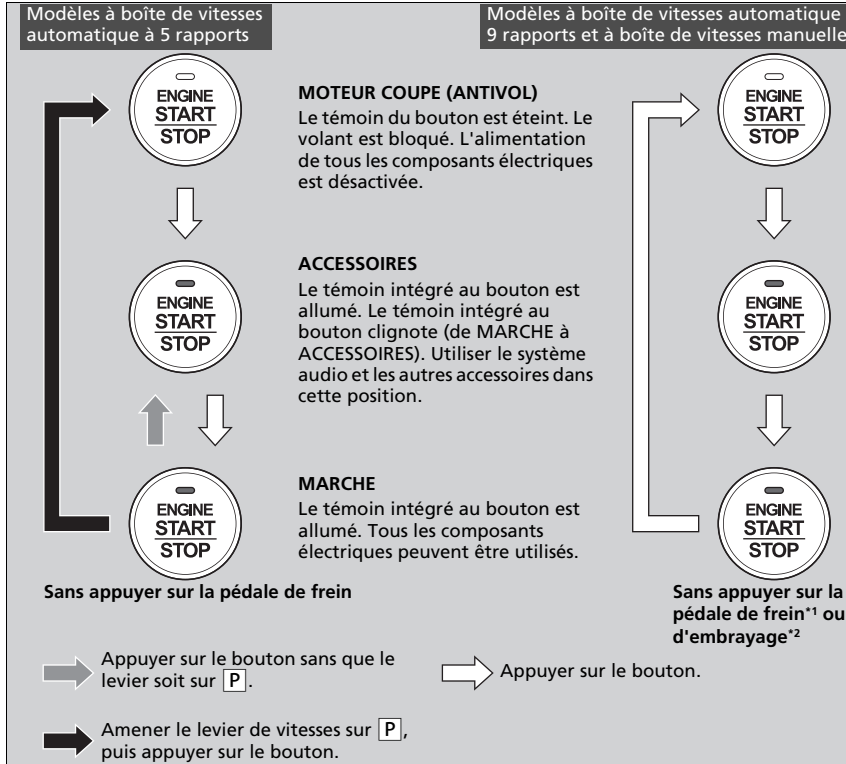 Modèles à boîte de vitesses
automatique à 5 rapports
Modèles à boîte de vitesses automatique
9 rapports et à boîte de vitesses manuelle
ENGINE
START
STOP
MOTEUR COUPE (ANTIVOL)
Le témoin du bouton est éteint. Le
volant est bloqué. L'alimentation
de tous les composants électriques
est désactivée.
ENGINE
START
STOP
ENGINE
START
STOP
ACCESSOIRES
Le témoin intégré au bouton est
allumé. Le témoin intégré au
bouton clignote (de MARCHE à
ACCESSOIRES). Utiliser le système
audio et les autres accessoires dans
cette position.
ENGINE
START
STOP
ENGINE
START
STOP
MARCHE
Le témoin intégré au bouton est
allumé. Tous les composants
électriques peuvent être utilisés.
ENGINE
START
STOP
Sans appuyer sur la pédale de frein
Sans appuyer sur la
pédale de frein*1 ou
d'embrayage*2
Appuyer sur le bouton sans que le
levier soit sur P.
Appuyer sur le bouton.
Amener le levier de vitesses sur P,
puis appuyer sur le bouton.